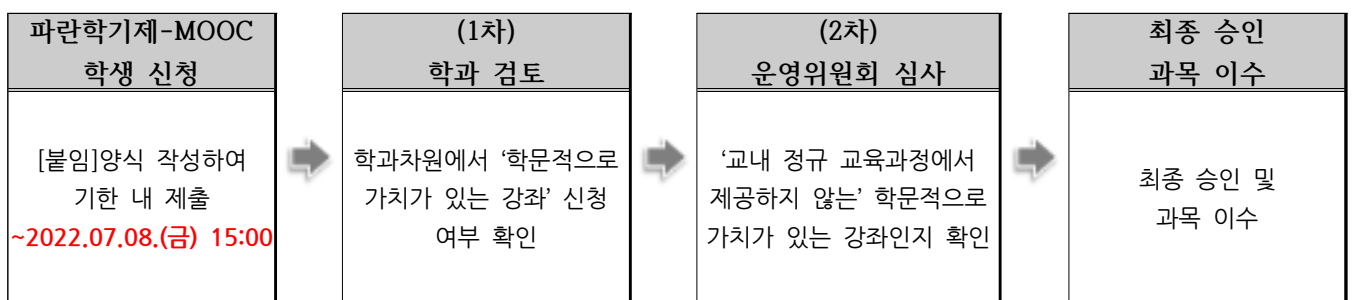 파란학기제-MOOC
학생 신청
[붙임]양식 작성하여
기한 내 제출
~2022.07.08.(금) 15:00
(1차)
학과 검토
학과차원에서 ‘학문적으로
가치가 있는 강좌’ 신청
여부 확인
(2차)
운영위원회 심사
‘교내 정규 교육과정에서
제공하지 않는’ 학문적으로
가치가 있는 강좌인지 확인
최종 승인
과목 이수
최종 승인 및
과목 이수